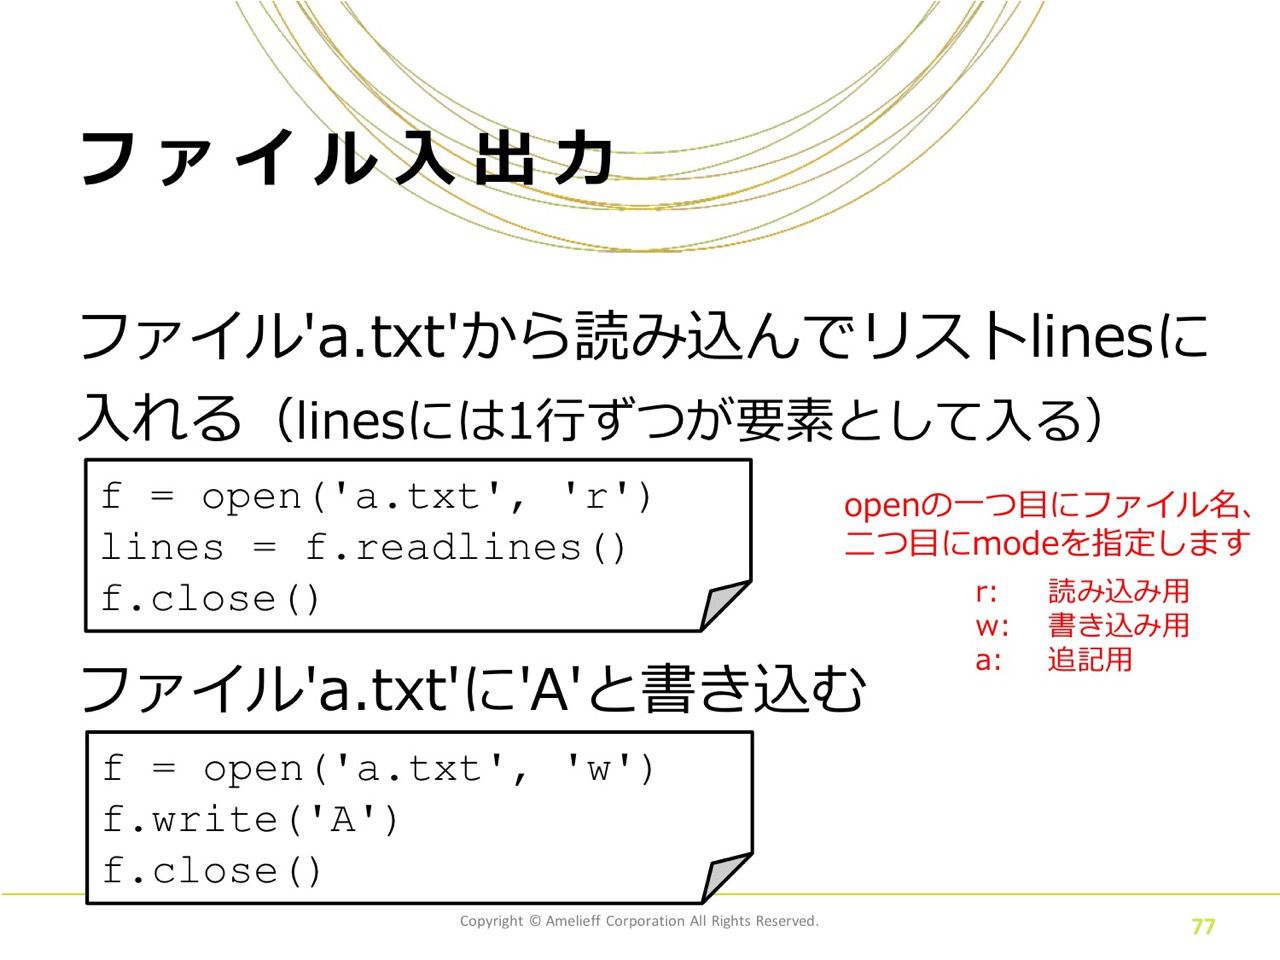 ファイル入出力
ファイル'a.txt'から読み込んでリストlinesに
入れる（linesには1行ずつが要素として入る）
f = open('a.txt', 'r')
lines = f.readlines()
f.close()
openの一つ目にファイル名、
二つ目にmodeを指定します
r: 読み込み用
w: 書き込み用
a: 追記用
ファイル'a.txt'に'A'と書き込む
f = open('a.txt', 'w')
f.write('A')
f.close()
Copyright © Amelieff Corporation All Rights Reserved.
77